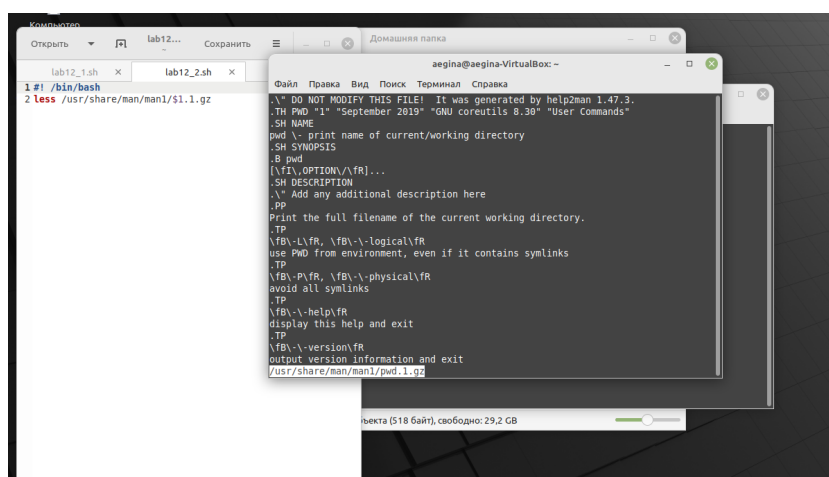 Компьютер
Открыть
lab12...
Сохранить
lab12_1.sh ×
lab12_2.sh ×
1 #! /bin/bash
2 less /usr/share/man/man1/$1.1.gz
Домашняя папка
aegina@aegina-VirtualBox: ~
Файл Правка Вид Поиск Терминал Справка
.\" DO NOT MODIFY THIS FILE!  It was generated by help2man 1.47.3.
.TH PWD "1" "September 2019" "GNU coreutils 8.30" "User Commands"
.SH NAME
pwd \- print name of current/working directory
.SH SYNOPSIS
.B pwd
[\fI\,OPTION\/\fR]...
.SH DESCRIPTION
.\" Add any additional description here
.PP
Print the full filename of the current working directory.
.TP
\fB\-L\fR, \fB\-\-logical\fR
use PWD from environment, even if it contains symlinks
.TP
\fB\-P\fR, \fB\-\-physical\fR
avoid all symlinks
.TP
\fB\-\-help\fR
display this help and exit
.TP
\fB\-\-version\fR
output version information and exit
/usr/share/man/man1/pwd.1.gz
ъекта (518 байт), свободно: 29,2 GB